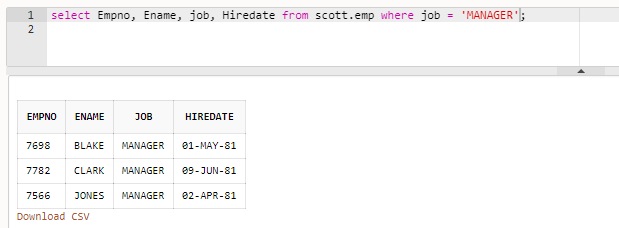 1 select Empno, Ename, job, Hiredate from scott.emp where job = 'MANAGER';
2
EMPNO ENAME JOB HIREDATE
7698 BLAKE MANAGER 01-MAY-81
7782 CLARK MANAGER 09-JUN-81
7566 JONES MANAGER 02-APR-81
Download CSV